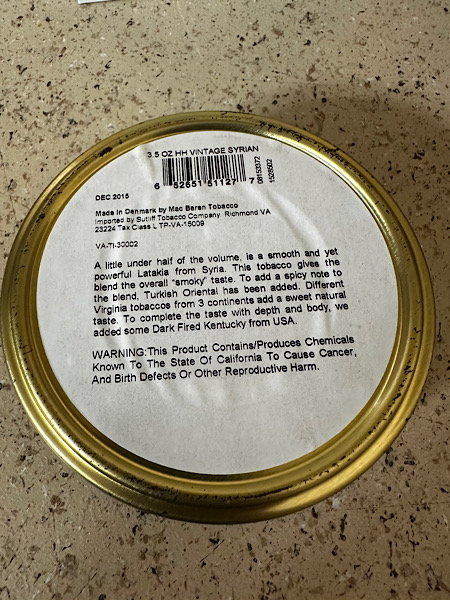 3.5 OZ HH VINTAGE SYRIAN
6 52651 51127 7
08153372
1528502
DEC 2015
Made In Denmark by Mac Baren Tobacco
Imported by Sutliff Tobacco Company Richmond VA
23224 Tax Class L TP-VA-15009
VA-TI-30002
A little under half of the volume, is a smooth and yet
powerful Latakia from Syria. This tobacco gives the
blend the overall "smoky" taste. To add a spicy note to
the blend, Turkish Oriental has been added. Different
Virginia tobaccos from 3 continents add a sweet natural
taste. To complete the taste with depth and body, we
added some Dark Fired Kentucky from USA.
WARNING:This Product Contains/Produces Chemicals
Known To The State Of California To Cause Cancer,
And Birth Defects Or Other Reproductive Harm.